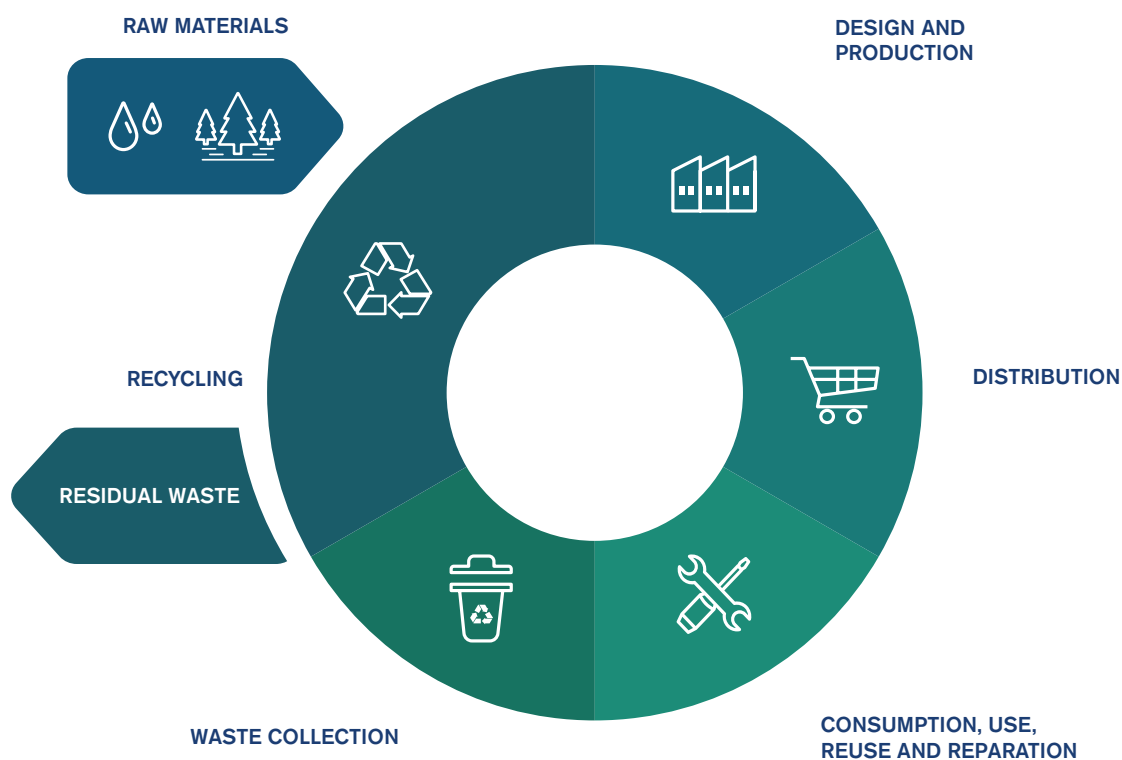 RAW MATERIALS
DESIGN AND
PRODUCTION
RECYCLING
DISTRIBUTION
RESIDUAL WASTE
WASTE COLLECTION
CONSUMPTION, USE,
REUSE AND REPARATION